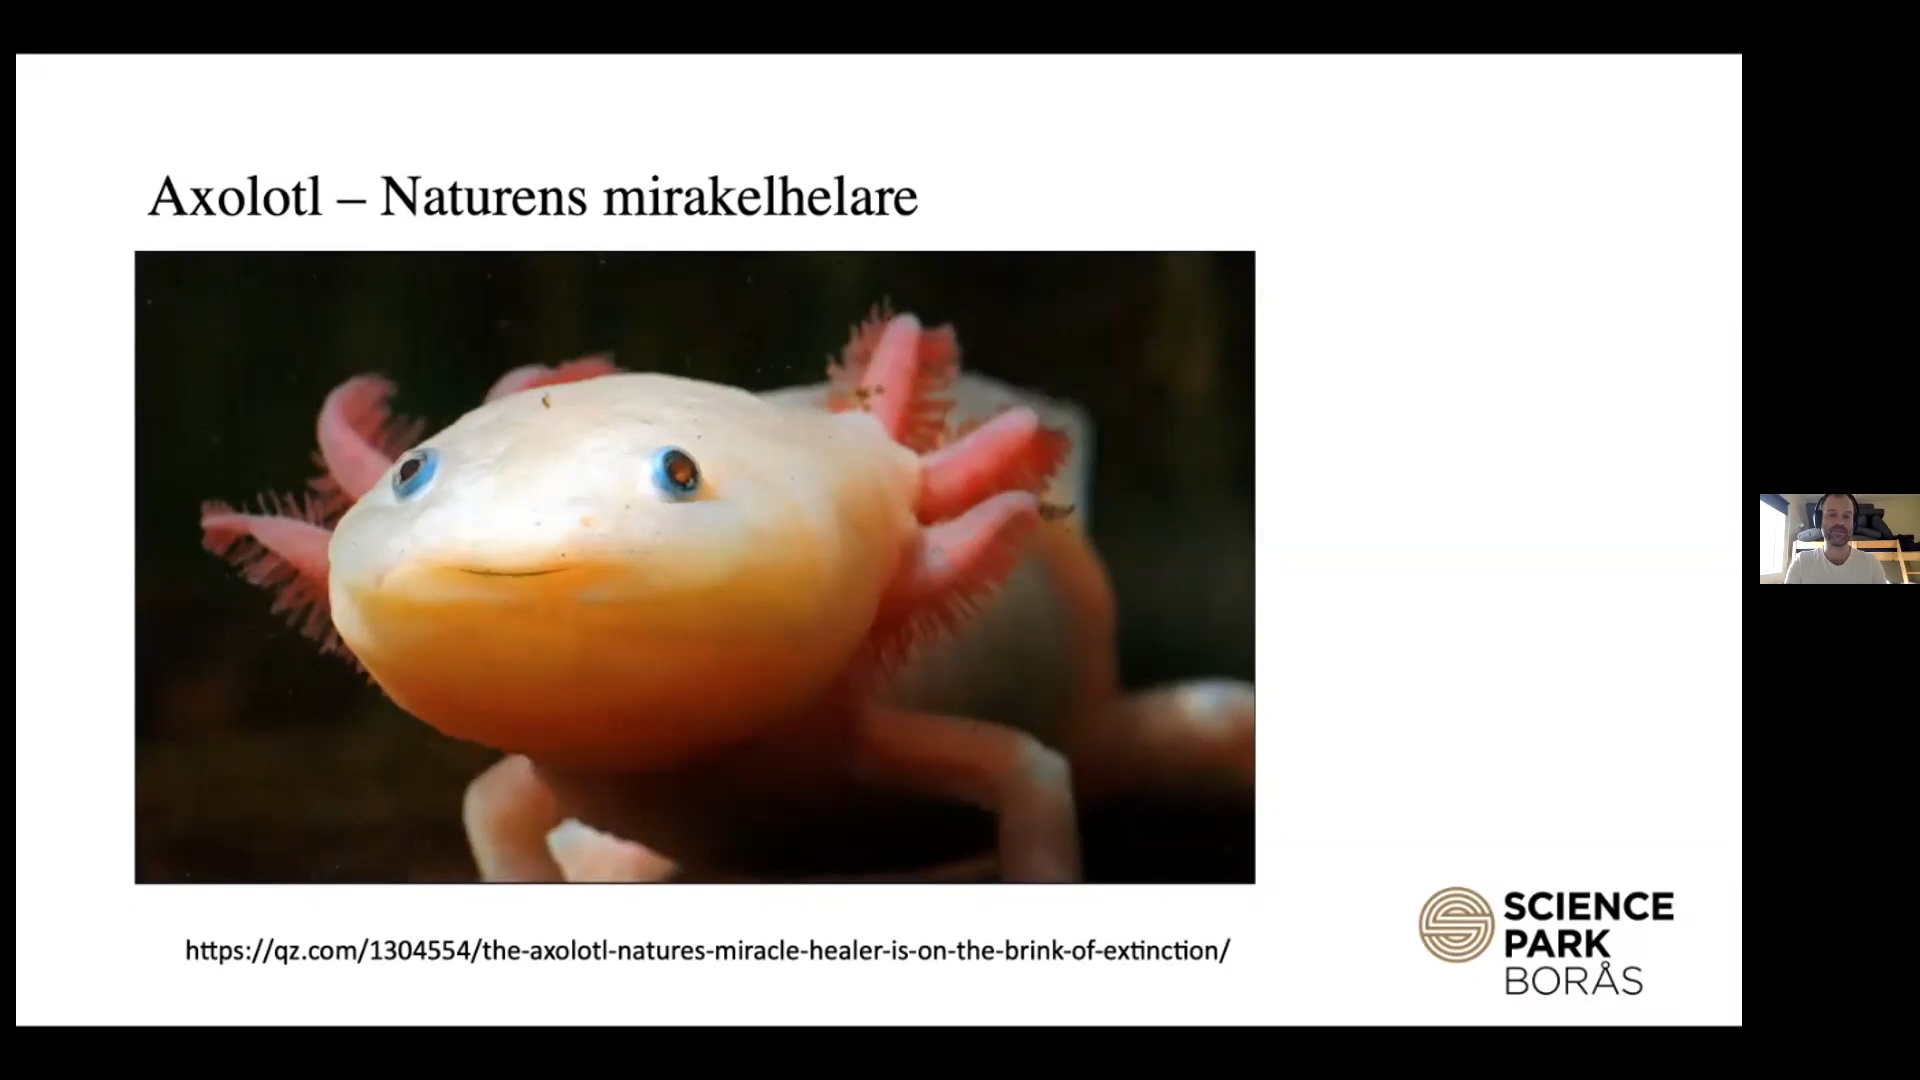 Axolotl – Naturens mirakelhelare
https://qz.com/1304554/the-axolotl-natures-miracle-healer-is-on-the-brink-of-extinction/
SCIENCE
PARK
BORÅS